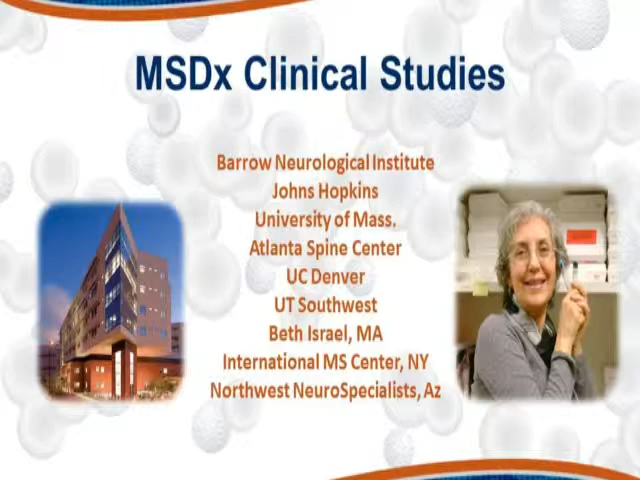 MSDx Clinical Studies
Barrow Neurological Institute
Johns Hopkins
University of Mass.
Atlanta Spine Center
UC Denver
UT Southwest
Beth Israel, MA
International MS Center, NY
Northwest NeuroSpecialists, Az